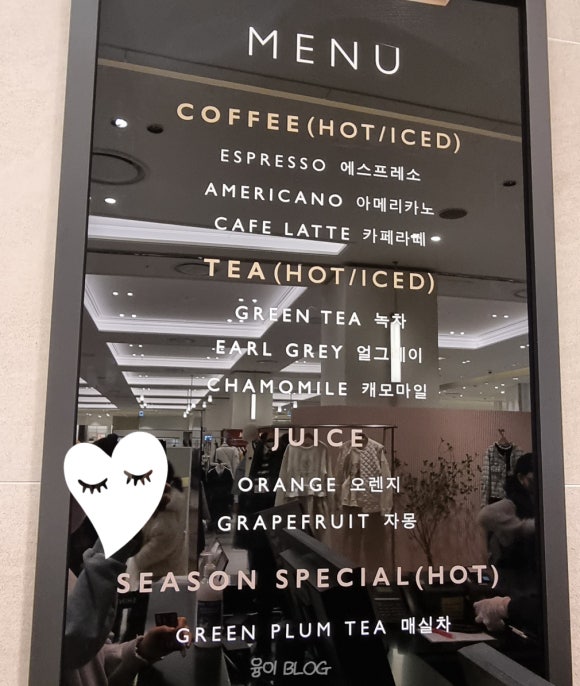 MENU
COFFEE(HOT/ICED)
ESPRESSO 에스프레소
AMERICANO 아메리카노
CAFE LATTE 카페라떼
TEA(HOT/ICED)
GREEN TEA 녹차
EARL GREY 얼그레이
CHAMOMILE 캐모마일
JUICE
ORANGE 오렌지
GRAPEFRUIT 자몽
SEASON SPECIAL(HOT)
GREEN PLUM TEA 매실차
융이 BLOG